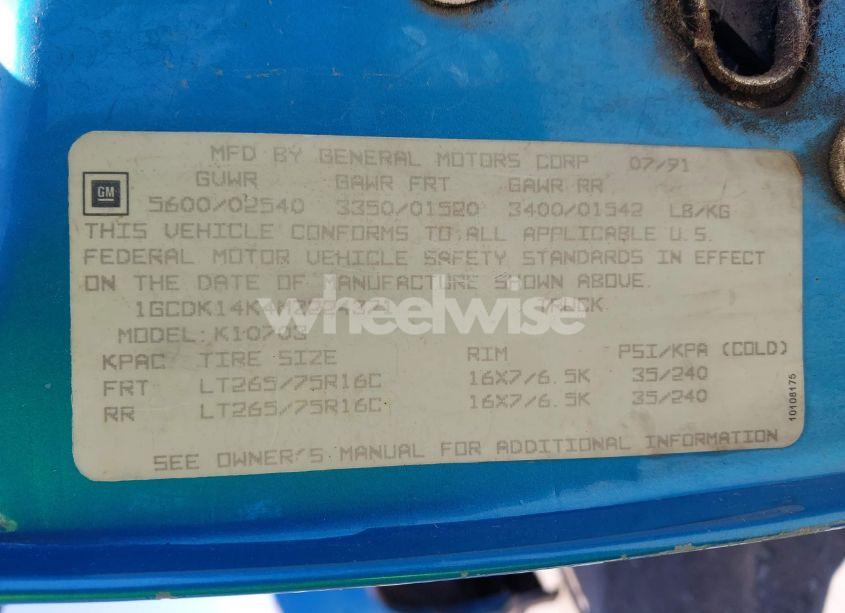 MFD BY GENERAL MOTORS CORP 07/91
GVWR GAWR FRT GAWR RR
GM 5600/02540 3350/01520 3400/01542 LB/KG
THIS VEHICLE CONFORMS TO ALL APPLICABLE U.S.
FEDERAL MOTOR VEHICLE SAFETY STANDARDS IN EFFECT
ON THE DATE OF MANUFACTURE SHOWN ABOVE.
TRUCK
wheelwise
MODEL: K10703
KPAC TIRE SIZE RIM PSI/KPA (COLD)
FRT LT265/75R16C 16X7/6.5K 35/240
RR LT265/75R16C 16X7/6.5K 35/240
SEE OWNER'S MANUAL FOR ADDITIONAL INFORMATION
10108175